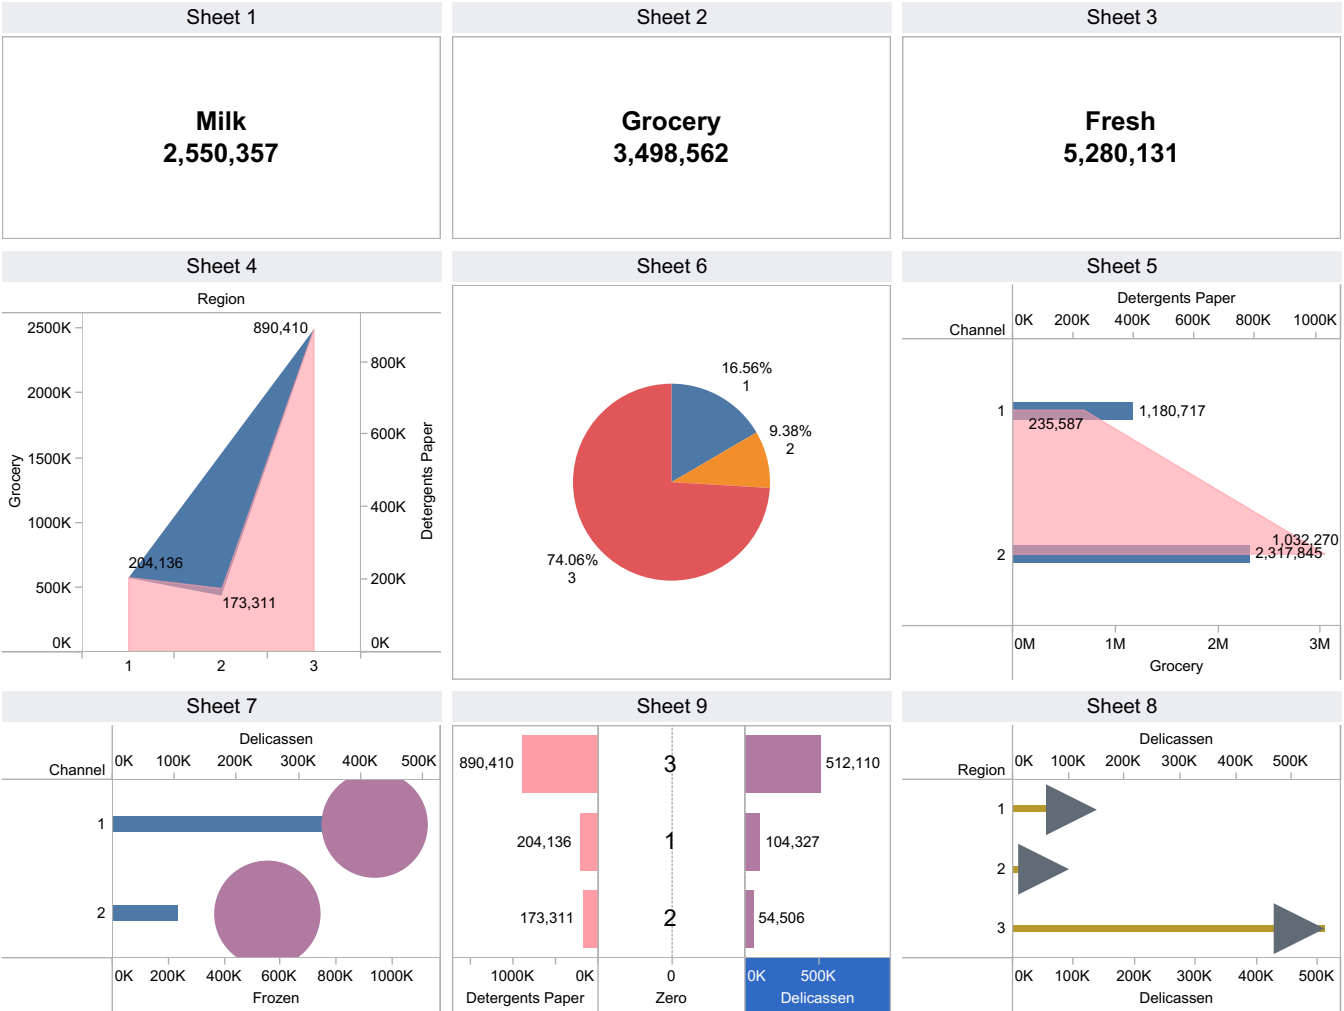 Sheet 1
Milk
2,550,357
Sheet 2
Grocery
3,498,562
Sheet 3
Fresh
5,280,131
Sheet 4
Region
2500K
2000K
1500K
1000K
500K
0K
Grocery
890,410
204,136
173,311
800K
600K
400K
200K
0K
Detergents Paper
1 2 3
Sheet 6
16.56%
1
9.38%
2
74.06%
3
Sheet 5
Detergents Paper
Channel 0K 200K 400K 600K 800K 1000K
1 1,180,717
235,587
1,032,270
2 2,317,845
0M 1M 2M 3M
Grocery
Sheet 7
Delicassen
Channel 0K 100K 200K 300K 400K 500K
1
2
0K 200K 400K 600K 800K 1000K
Frozen
Sheet 9
890,410 3 512,110
204,136 1 104,327
173,311 2 54,506
1000K 0K 0 0K 500K
Detergents Paper Zero Delicassen
Sheet 8
Delicassen
Region 0K 100K 200K 300K 400K 500K
1
2
3
0K 100K 200K 300K 400K 500K
Delicassen